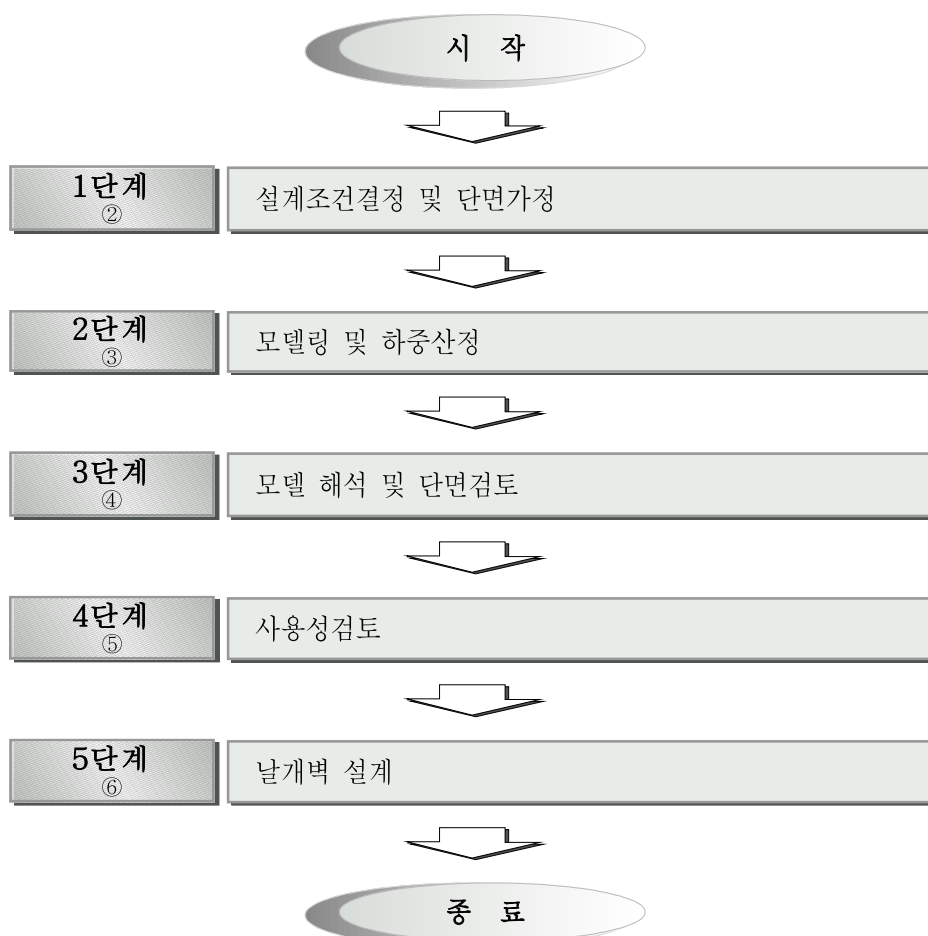 시 작
1단계
②
설계조건결정 및 단면가정
2단계
③
모델링 및 하중산정
3단계
④
모델 해석 및 단면검토
4단계
⑤
사용성검토
5단계
⑥
날개벽 설계
종 료